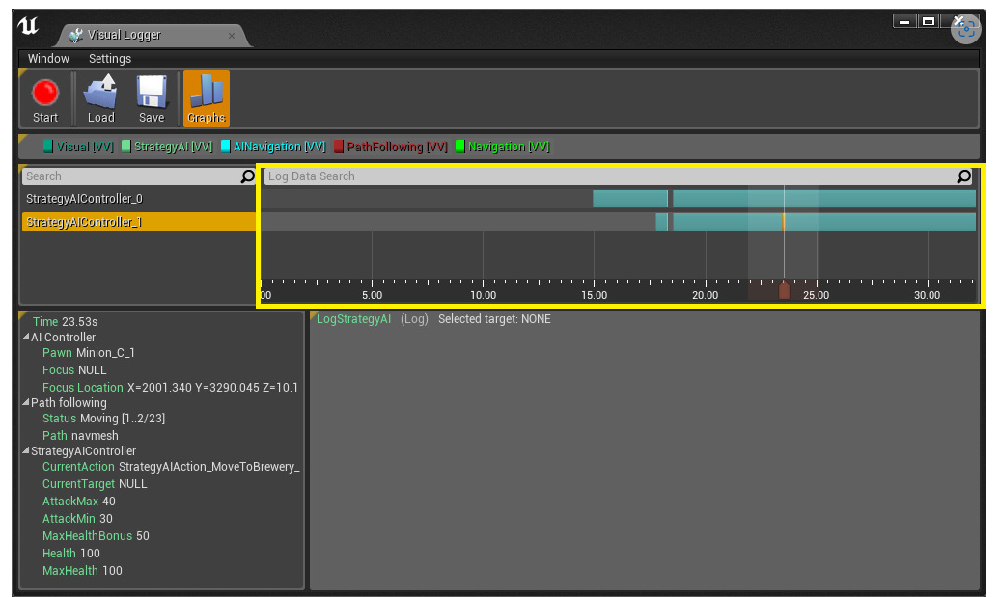 Visual Logger
Window Settings
Start Load Save Graphs
Visual [VV] StrategyAI [VV] AINavigation [VV] PathFollowing [VV] Navigation [VV]
Search Log Data Search
StrategyAIController_0
StrategyAIController_1
00 5.00 10.00 15.00 20.00 25.00 30.00
Time 23.53s
AI Controller
Pawn Minion_C_1
Focus NULL
Focus Location X=2001.340 Y=3290.045 Z=10.1
Path following
Status Moving [1..2/23]
Path navmesh
StrategyAIController
CurrentAction StrategyAIAction_MoveToBrewery_
CurrentTarget NULL
AttackMax 40
AttackMin 30
MaxHealthBonus 50
Health 100
MaxHealth 100
LogStrategyAI (Log) Selected target: NONE